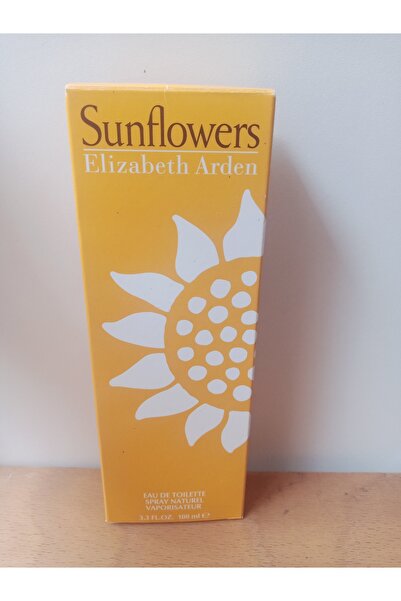 Sunflowers
Elizabeth Arden
EAU DE TOILETTE
SPRAY NATUREL
VAPORISATEUR
3.3 FL.OZ. 100 ml ℮